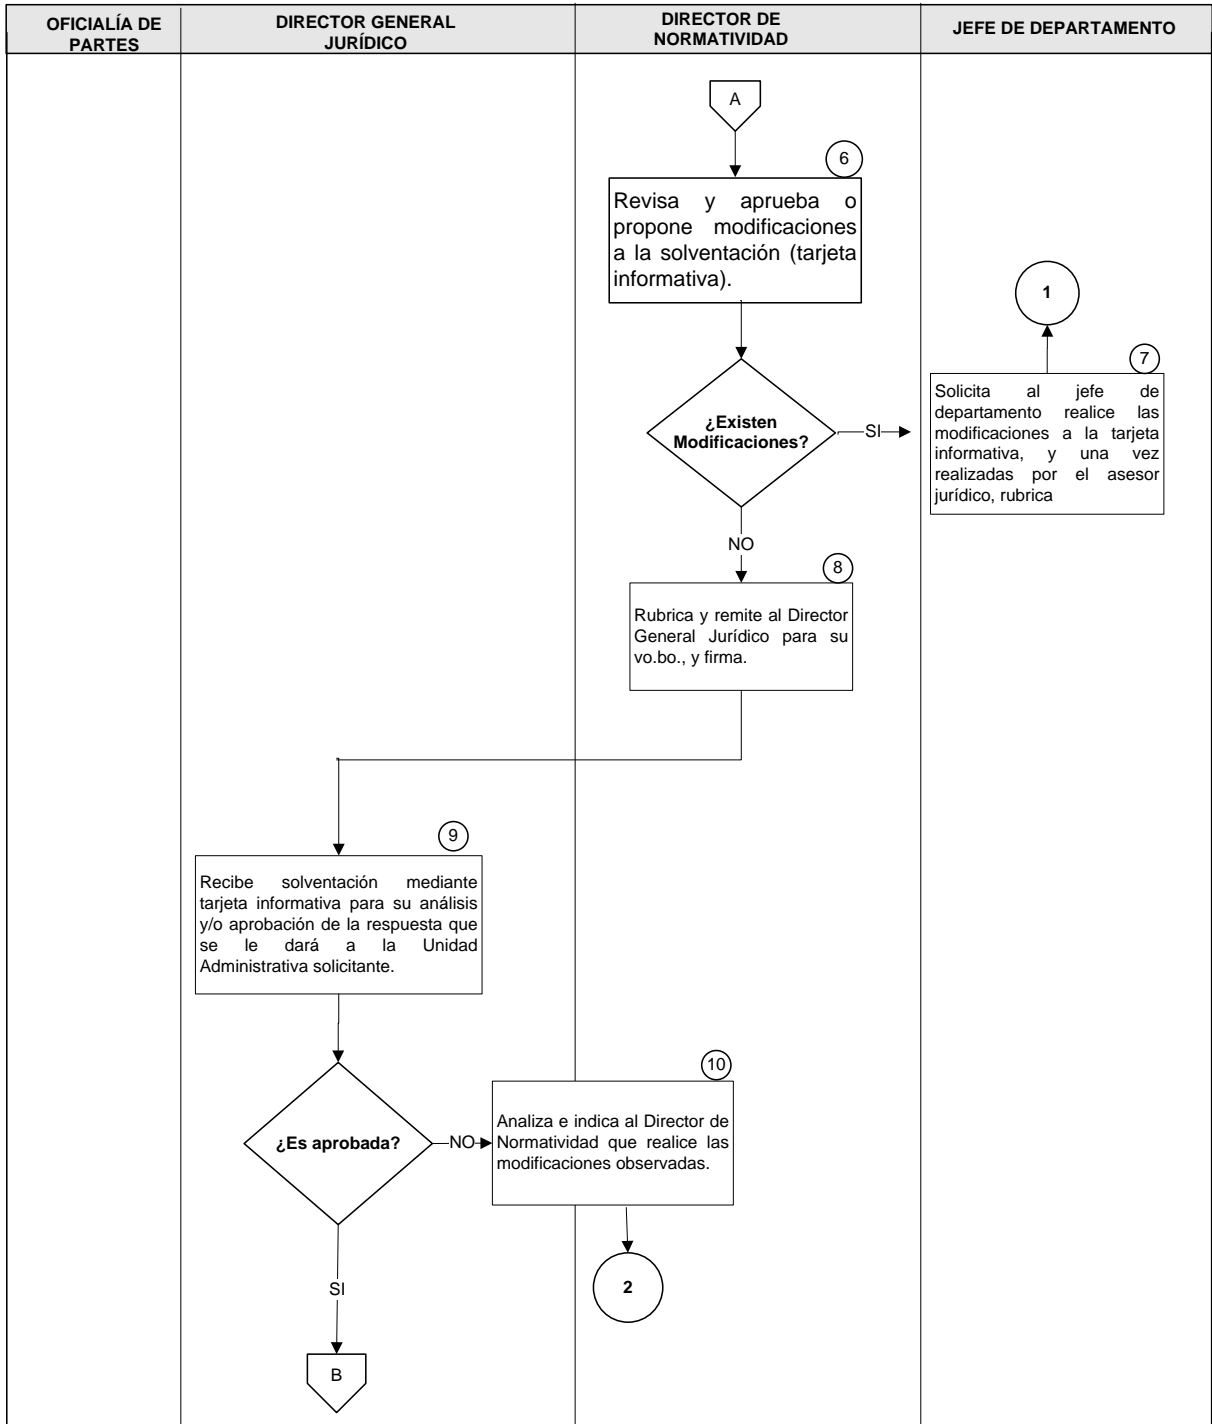 OFICIALÍA DE
PARTES
DIRECTOR GENERAL
JURÍDICO
DIRECTOR DE
NORMATIVIDAD
JEFE DE DEPARTAMENTO
A
6
Revisa y aprueba o
propone modificaciones
a la solventación (tarjeta
informativa).
1
7
Solicita al jefe de
departamento realice las
modificaciones a la tarjeta
informativa, y una vez
realizadas por el asesor
jurídico, rubrica
¿Existen
Modificaciones?
SI
NO
8
Rubrica y remite al Director
General Jurídico para su
vo.bo., y firma.
9
Recibe solventación mediante
tarjeta informativa para su análisis
y/o aprobación de la respuesta que
se le dará a la Unidad
Administrativa solicitante.
10
¿Es aprobada?
NO
Analiza e indica al Director de
Normatividad que realice las
modificaciones observadas.
SI
2
B